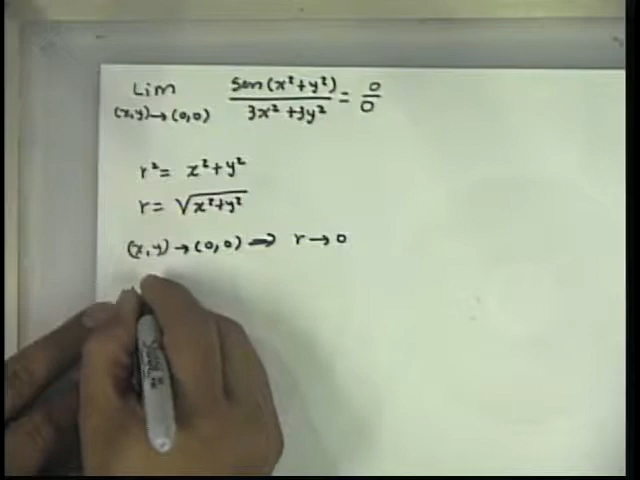 Lim sen(x²+y²) / 3x²+3y² = 0/0
(x,y)→(0,0)
r² = x²+y²
r = √x²+y²
(x,y)→(0,0) ⇒ r→0